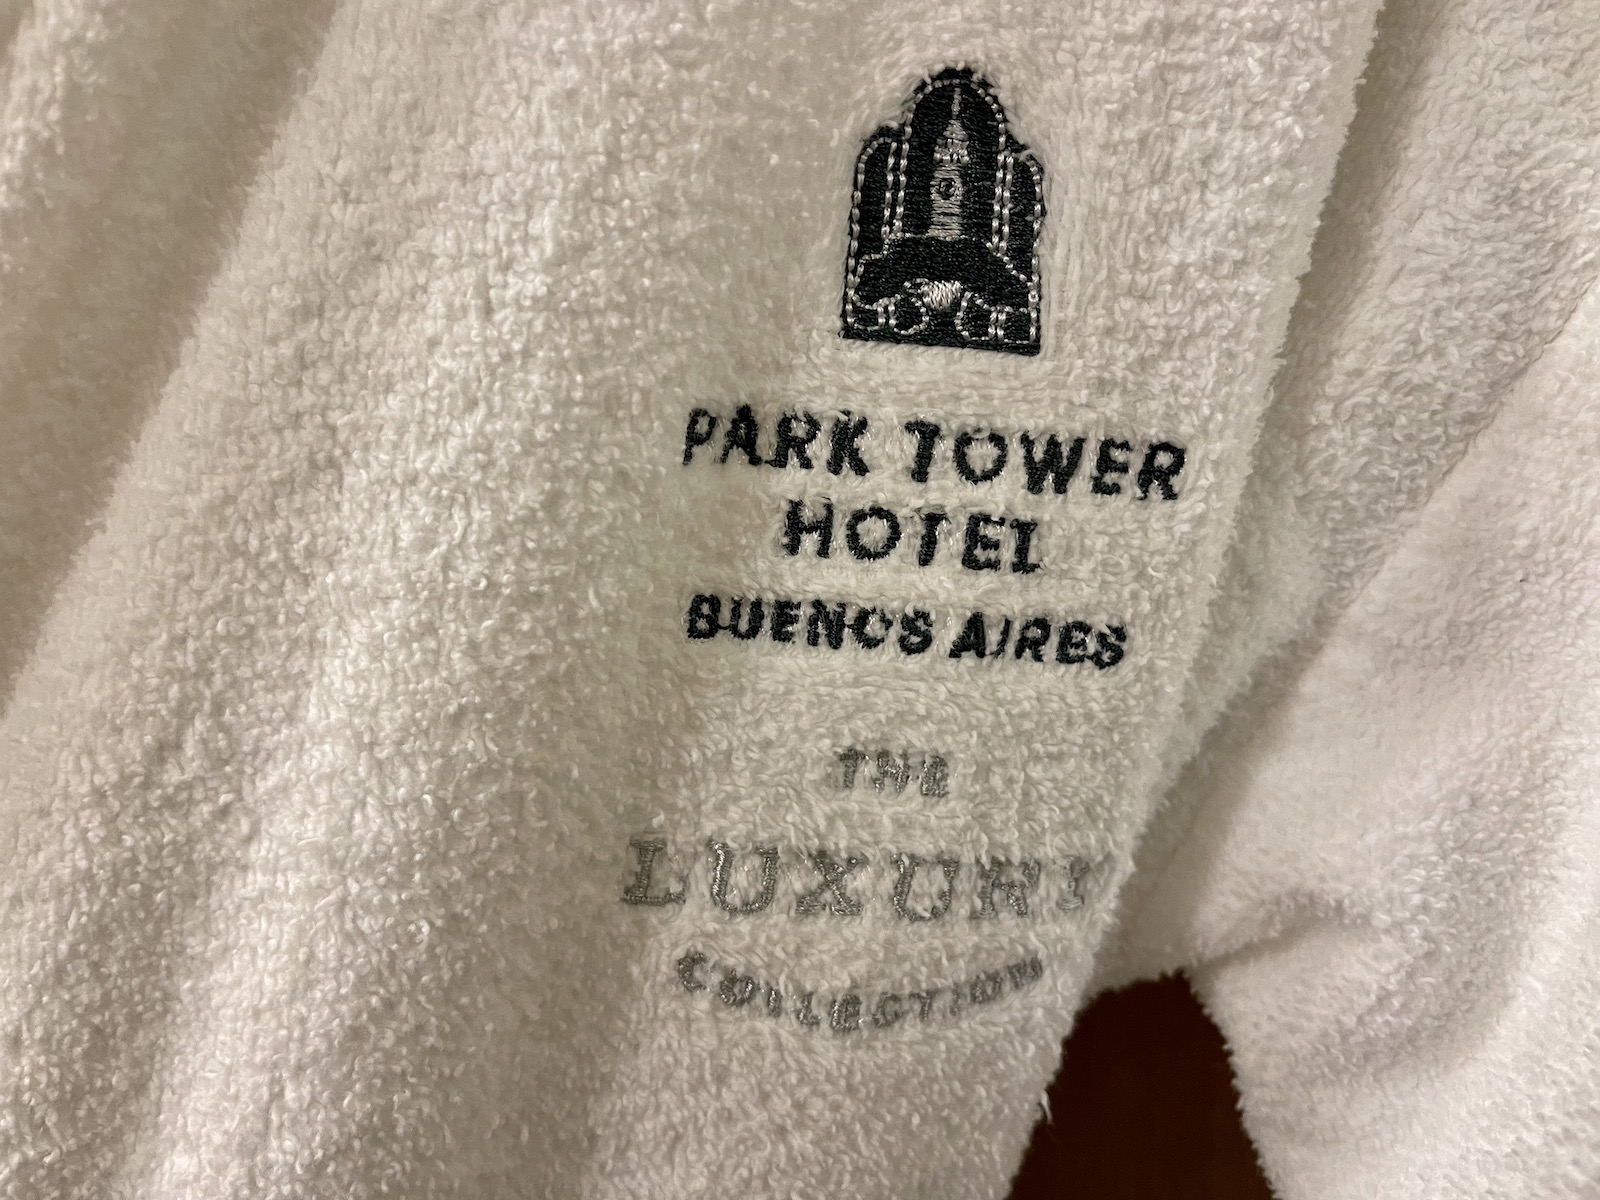 PARK TOWER
HOTEL
BUENOS AIRES
THE
LUXURY
COLLECTION